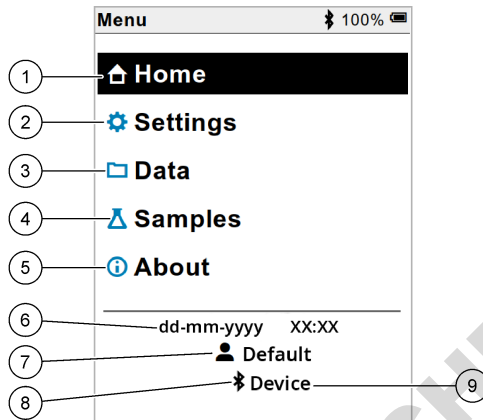 Menu 100%
1 Home
2 Settings
3 Data
4 Samples
5 About
6 dd-mm-yyyy XX:XX
7 Default
8 Device 9